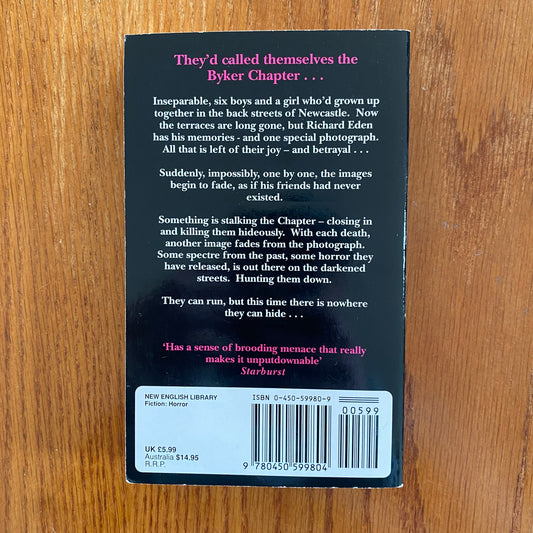 They'd called themselves the
Byker Chapter . . .
Inseparable, six boys and a girl who'd grown up
together in the back streets of Newcastle. Now
the terraces are long gone, but Richard Eden
has his memories - and one special photograph.
All that is left of their joy – and betrayal . . .
Suddenly, impossibly, one by one, the images
begin to fade, as if his friends had never
existed.
Something is stalking the Chapter – closing in
and killing them hideously. With each death,
another image fades from the photograph.
Some spectre from the past, some horror they
have released, is out there on the darkened
streets. Hunting them down.
They can run, but this time there is nowhere
they can hide . . .
'Has a sense of brooding menace that really
makes it unputdownable'
Starburst
NEW ENGLISH LIBRARY
Fiction: Horror
UK £5.99
Australia $14.95
R.R.P.
ISBN 0-450-59980-9
00599
9 780450 599804